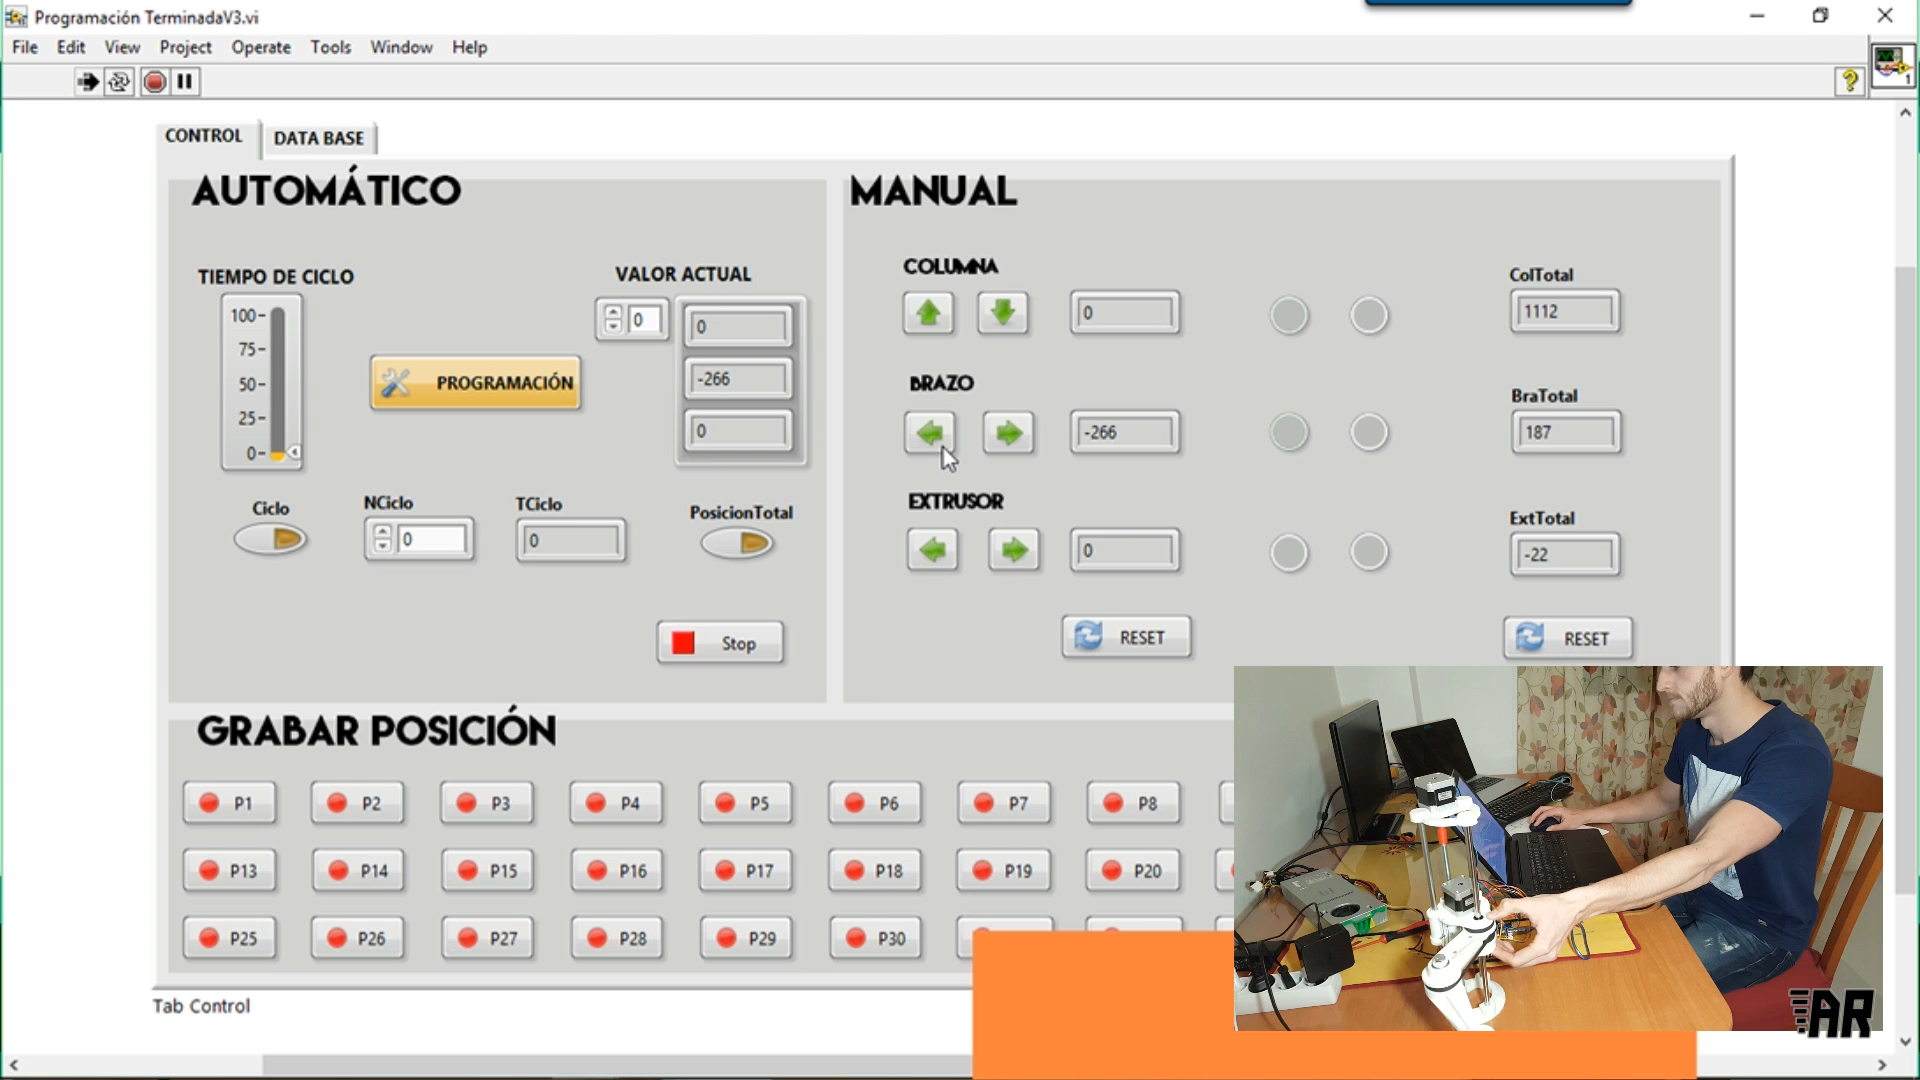 Programación TerminadaV3.vi
File Edit View Project Operate Tools Window Help
1
CONTROL DATA BASE
AUTOMÁTICO
TIEMPO DE CICLO
100
75
50
25
0
PROGRAMACIÓN
VALOR ACTUAL
0
0
-266
0
Ciclo
NCiclo
0
TCiclo
0
PosicionTotal
Stop
MANUAL
COLUMNA
0
ColTotal
1112
BRAZO
-266
BraTotal
187
EXTRUSOR
0
ExtTotal
-22
RESET
RESET
GRABAR POSICIÓN
P1 P2 P3 P4 P5 P6 P7 P8
P13 P14 P15 P16 P17 P18 P19 P20
P25 P26 P27 P28 P29 P30
Tab Control
AR